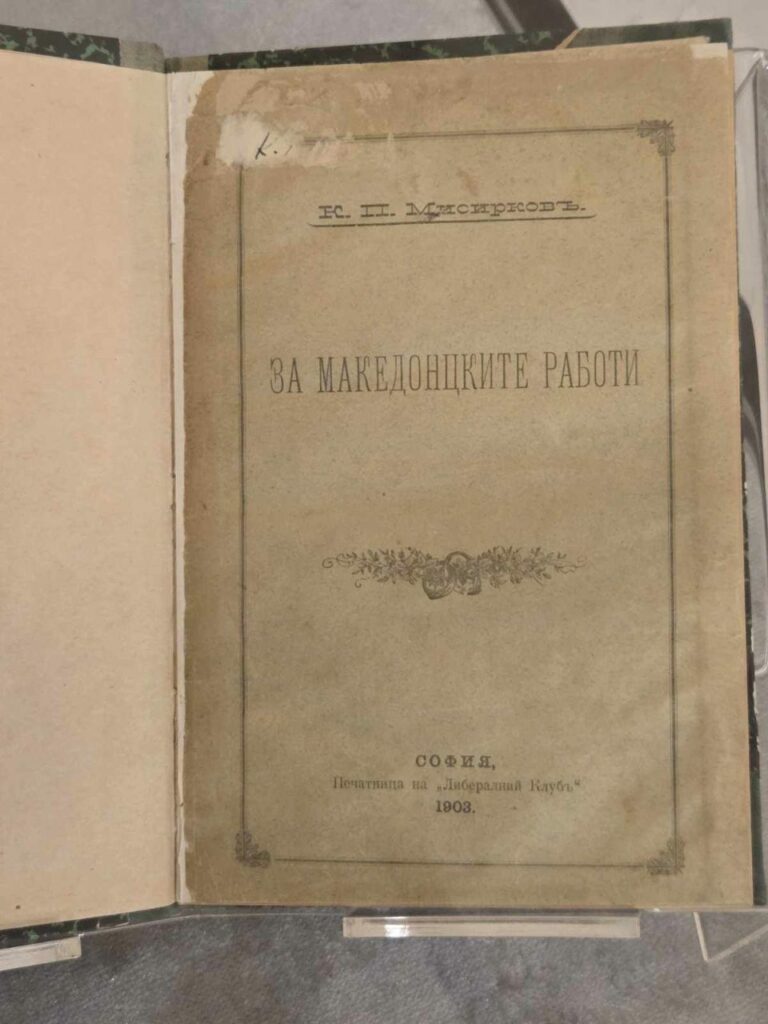 К.
К. П. Мисирковъ.
ЗА МАКЕДОНЦКИТЕ РАБОТИ
СОФИЯ,
Печатница на „Либералний Клубъ“
1903.